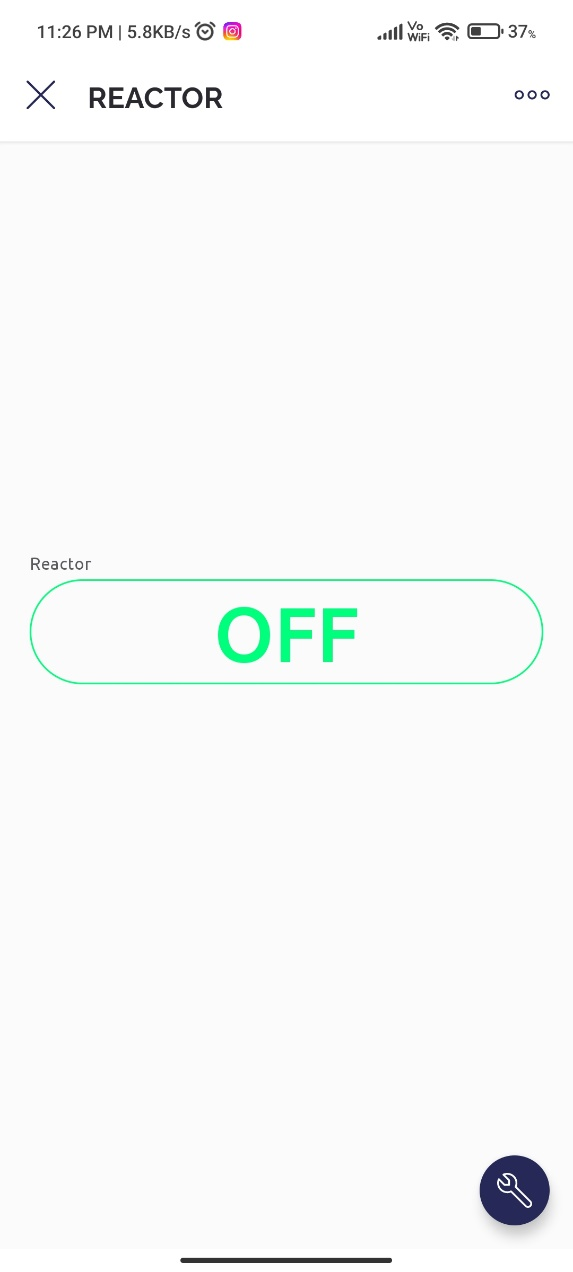 11:26 PM | 5.8KB/s Vo WiFi 37%
REACTOR
Reactor
OFF